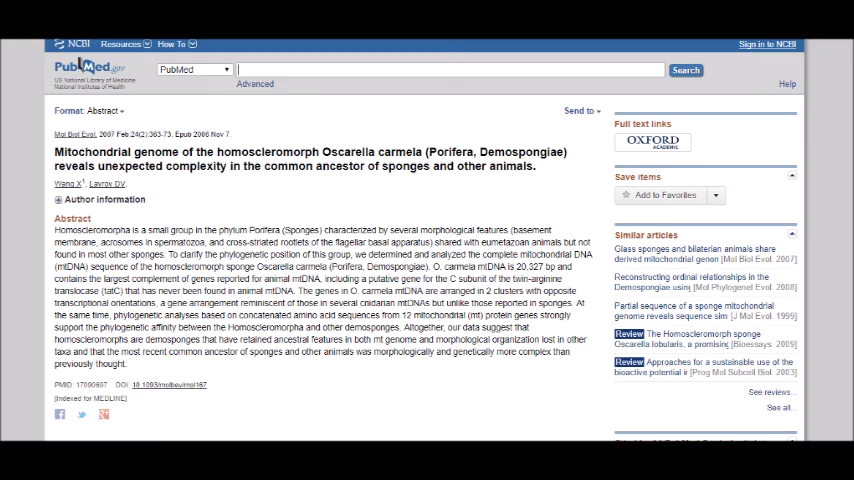 NCBI Resources How To Sign in to NCBI
PubMed.gov
US National Library of Medicine
National Institutes of Health
PubMed
Search
Advanced
Help
Format: Abstract
Send to
Mol Biol Evol. 2007 Feb;24(2):363-73. Epub 2006 Nov 7.
Mitochondrial genome of the homoscleromorph Oscarella carmela (Porifera, Demospongiae)
reveals unexpected complexity in the common ancestor of sponges and other animals.
Wang X1, Lavrov DV.
Author information
Abstract
Homoscleromorpha is a small group in the phylum Porifera (Sponges) characterized by several morphological features (basement
membrane, acrosomes in spermatozoa, and cross-striated rootlets of the flagellar basal apparatus) shared with eumetazoan animals but not
found in most other sponges. To clarify the phylogenetic position of this group, we determined and analyzed the complete mitochondrial DNA
(mtDNA) sequence of the homoscleromorph sponge Oscarella carmela (Porifera, Demospongiae). O. carmela mtDNA is 20,327 bp and
contains the largest complement of genes reported for animal mtDNA, including a putative gene for the C subunit of the twin-arginine
translocase (tatC) that has never been found in animal mtDNA. The genes in O. carmela mtDNA are arranged in 2 clusters with opposite
transcriptional orientations, a gene arrangement reminiscent of those in several cnidarian mtDNAs but unlike those reported in sponges. At
the same time, phylogenetic analyses based on concatenated amino acid sequences from 12 mitochondrial (mt) protein genes strongly
support the phylogenetic affinity between the Homoscleromorpha and other demosponges. Altogether, our data suggest that
homoscleromorphs are demosponges that have retained ancestral features in both mt genome and morphological organization lost in other
taxa and that the most recent common ancestor of sponges and other animals was morphologically and genetically more complex than
previously thought.
PMID: 17090697 DOI: 10.1093/molbev/msl167
[Indexed for MEDLINE]
Full text links
OXFORD
ACADEMIC
Save items
Add to Favorites
Similar articles
Glass sponges and bilaterian animals share
derived mitochondrial genon [Mol Biol Evol. 2007]
Reconstructing ordinal relationships in the
Demospongiae using [Mol Phylogenet Evol. 2008]
Partial sequence of a sponge mitochondrial
genome reveals sequence sim [J Mol Evol. 1999]
Review The Homoscleromorph sponge
Oscarella lobularis, a promising [Bioessays. 2009]
Review Approaches for a sustainable use of the
bioactive potential ir [Prog Mol Subcell Biol. 2003]
See reviews...
See all...